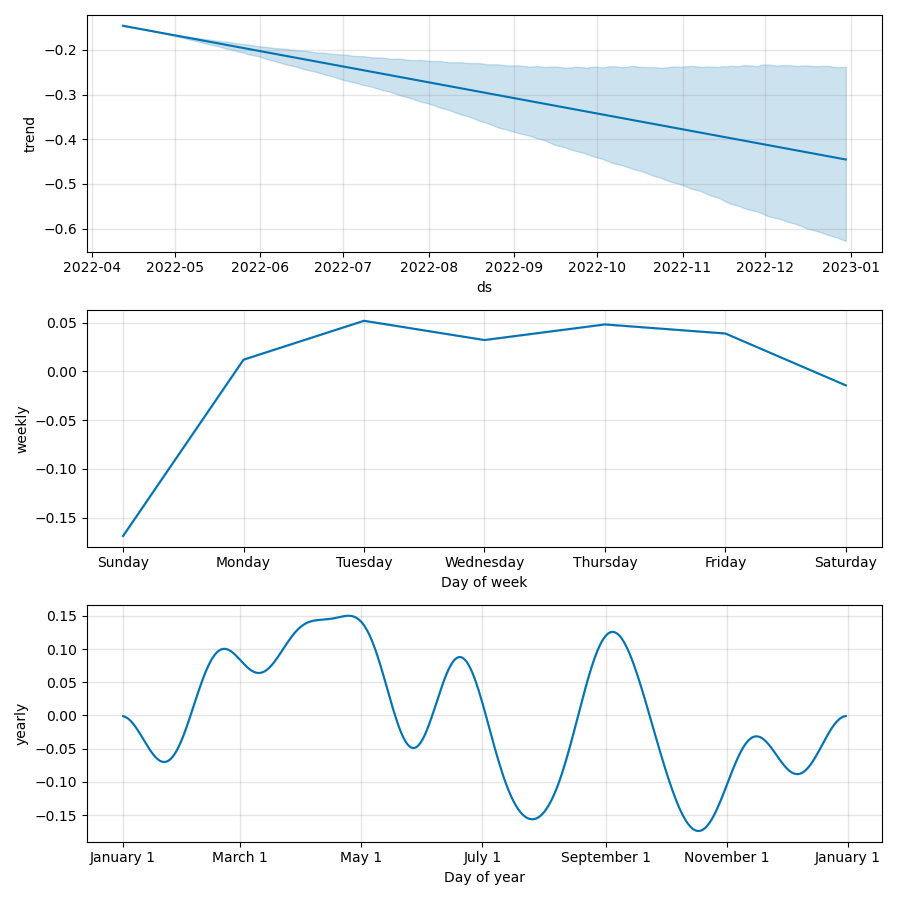 −0.2
−0.3
−0.4
−0.5
−0.6
trend
2022-04 2022-05 2022-06 2022-07 2022-08 2022-09 2022-10 2022-11 2022-12 2023-01
ds
0.05
0.00
−0.05
−0.10
−0.15
weekly
Sunday Monday Tuesday Wednesday Thursday Friday Saturday
Day of week
0.15
0.10
0.05
0.00
−0.05
−0.10
−0.15
yearly
January 1 March 1 May 1 July 1 September 1 November 1 January 1
Day of year